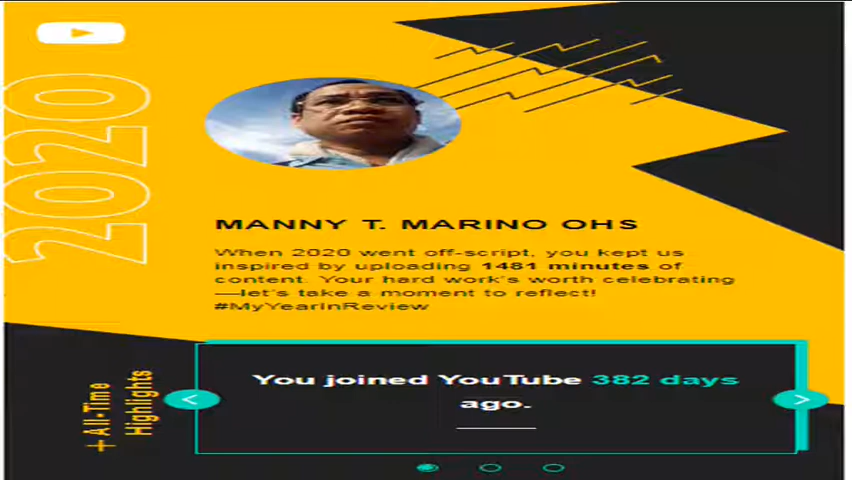 2020
MANNY T. MARINO OHS
When 2020 went off-script, you kept us
inspired by uploading 1481 minutes of
content. Your hard work's worth celebrating
—let's take a moment to reflect!
#MyYearInReview
+ All-Time
Highlights
You joined YouTube 382 days
ago.